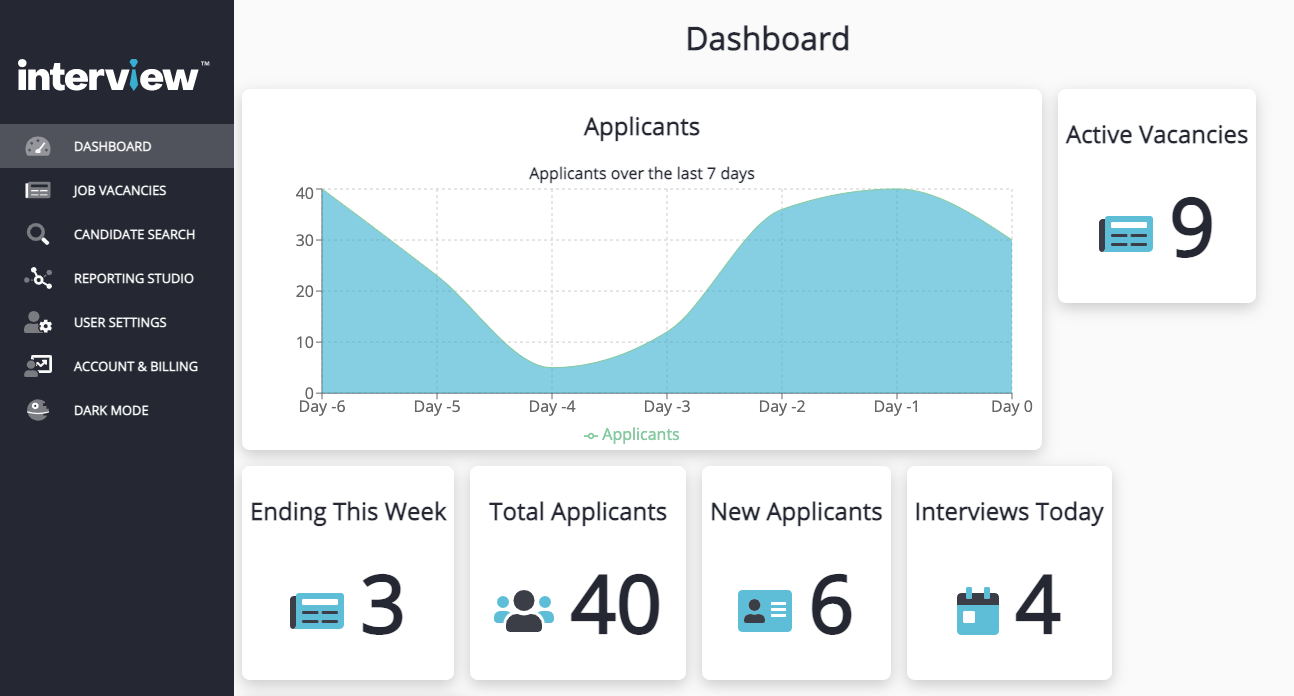 interview™
DASHBOARD
JOB VACANCIES
CANDIDATE SEARCH
REPORTING STUDIO
USER SETTINGS
ACCOUNT & BILLING
DARK MODE
Dashboard
Applicants
Applicants over the last 7 days
40
30
20
10
0
Day -6 Day -5 Day -4 Day -3 Day -2 Day -1 Day 0
Applicants
Active Vacancies
9
Ending This Week
3
Total Applicants
40
New Applicants
6
Interviews Today
4